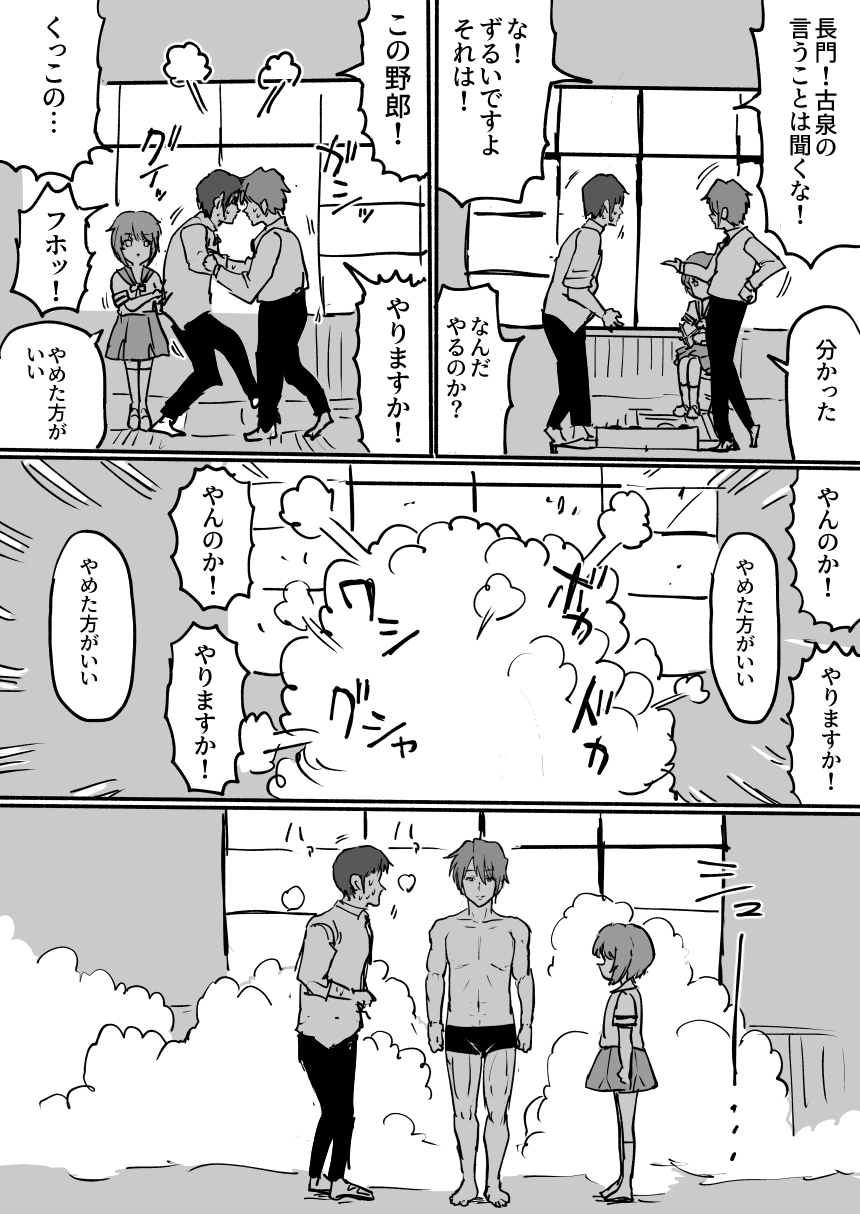 長門！古泉の
言うことは聞くな！
分かった
な！
ずるいですよ
それは！
なんだ
やるのか？
この野郎！
ガシッ
やりますか！
くっこの…
グイッ
フホッ！
やめた方が
いい
やんのか！
やりますか！
やめた方がいい
ボカ
ズカ
ワシ
グシャ
やんのか！
やりますか！
やめた方がいい
ニコ…
ハァ
ハァ